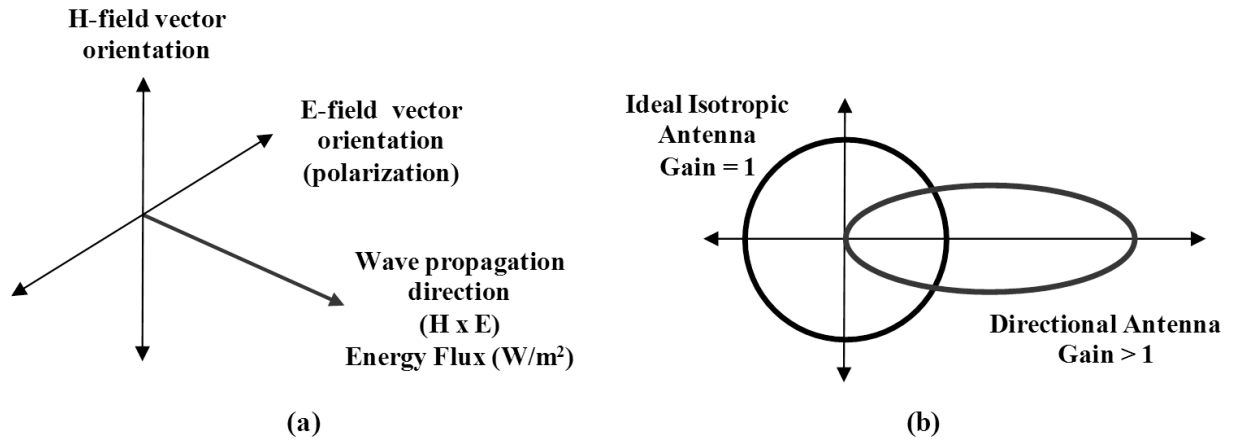 H-field vector
orientation
E-field vector
orientation
(polarization)
Wave propagation
direction
(H x E)
Energy Flux (W/m²)
(a)
Ideal Isotropic
Antenna
Gain = 1
Directional Antenna
Gain > 1
(b)